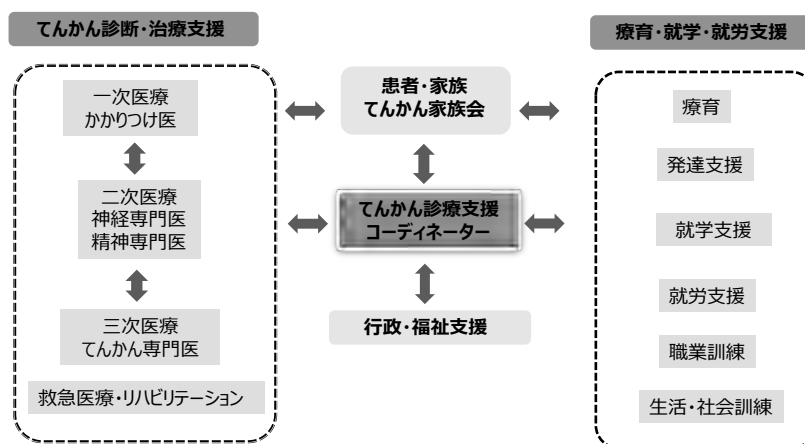 てんかん診断・治療支援
一次医療
かかりつけ医
二次医療
神経専門医
精神専門医
三次医療
てんかん専門医
救急医療・リハビリテーション
患者・家族
てんかん家族会
てんかん診療支援
コーディネーター
行政・福祉支援
療育・就学・就労支援
療育
発達支援
就学支援
就労支援
職業訓練
生活・社会訓練